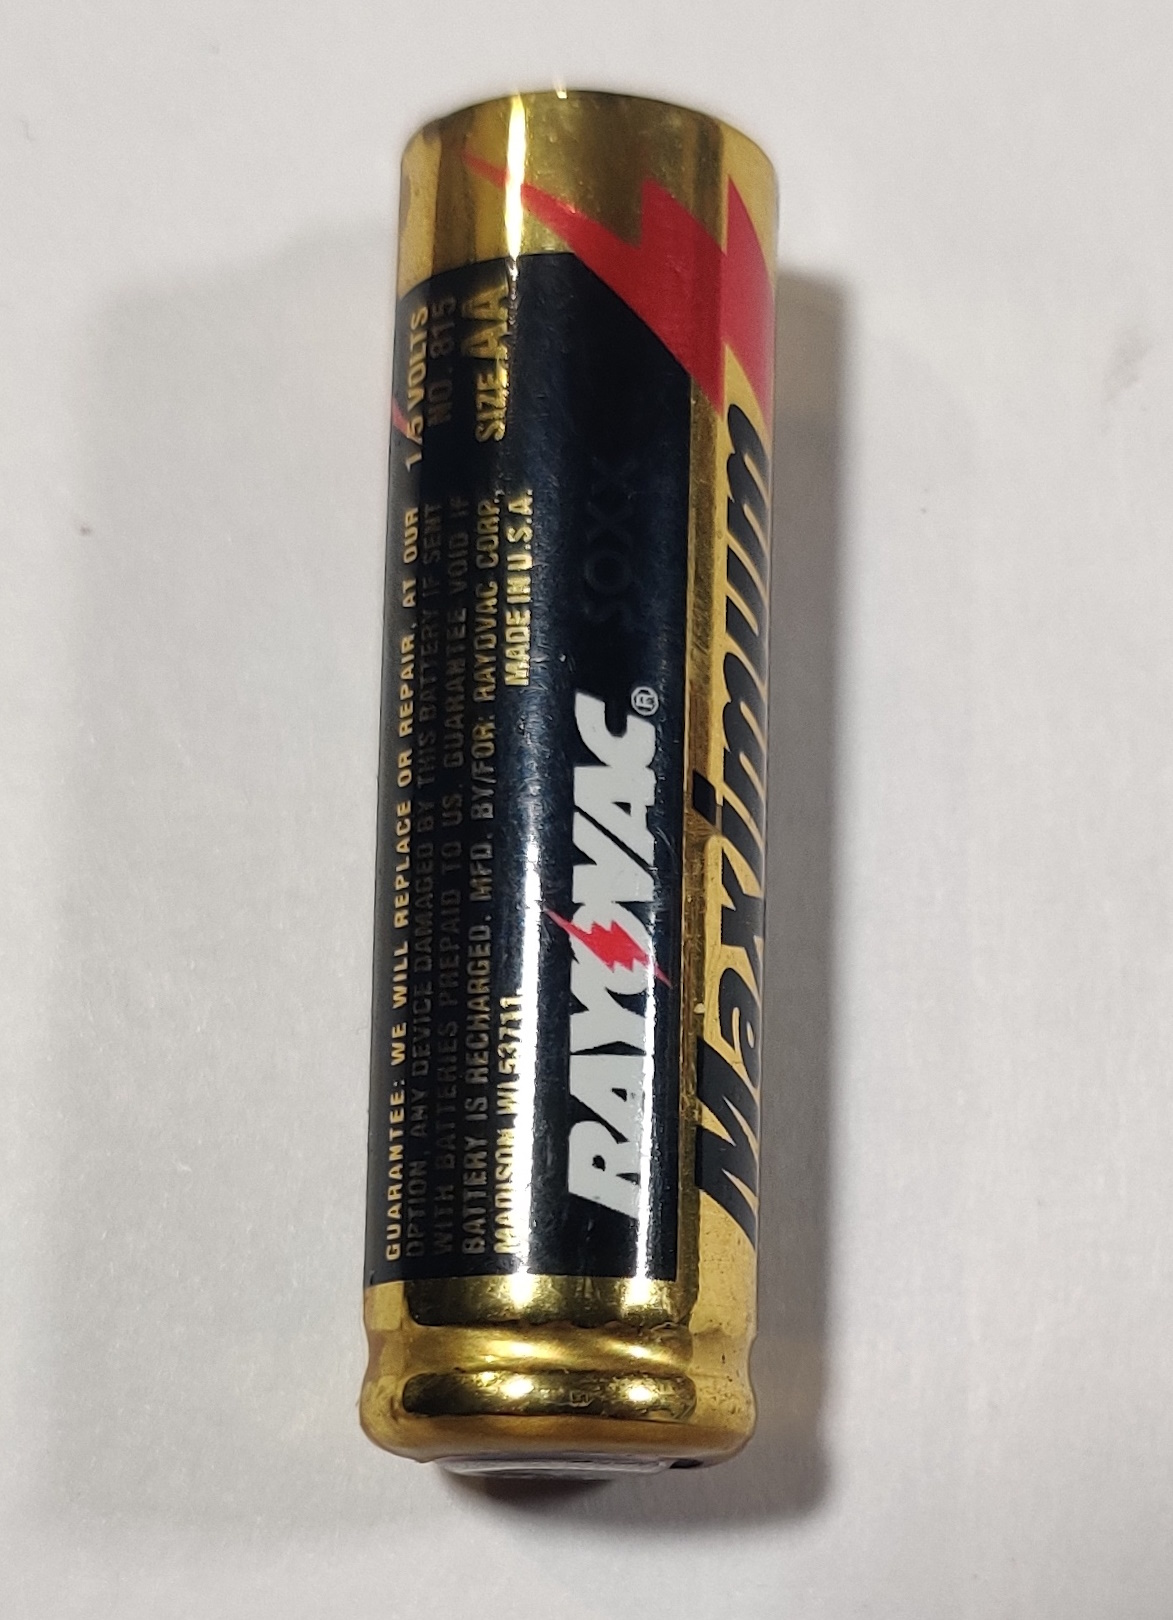 1.5 VOLTS
NO. 815
SIZE AA
GUARANTEE: WE WILL REPLACE OR REPAIR, AT OUR
OPTION, ANY DEVICE DAMAGED BY THIS BATTERY IF SENT
WITH BATTERIES PREPAID TO US. GUARANTEE VOID IF
BATTERY IS RECHARGED. MFD. BY/FOR: RAYOVAC CORP.,
MADISON, WI 53711. MADE IN U.S.A.
RAYOVAC®
Maximum